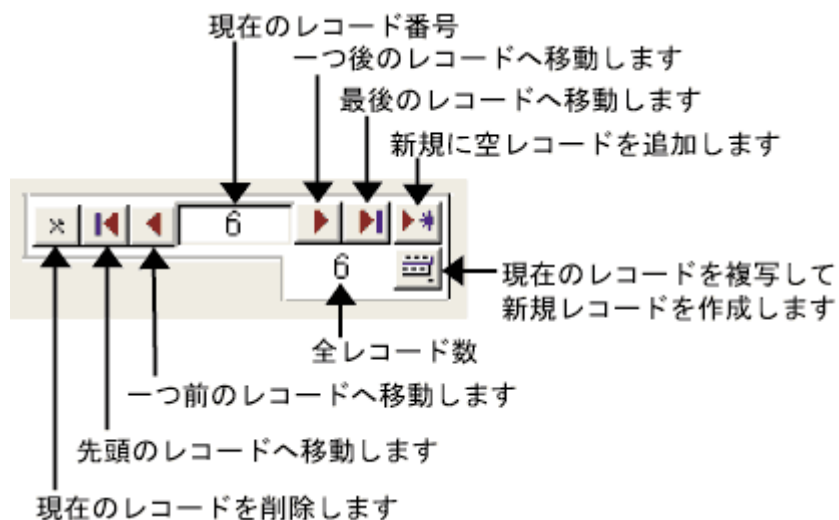 現在のレコード番号
一つ後のレコードへ移動します
最後のレコードへ移動します
新規に空レコードを追加します
6
6
現在のレコードを複写して
新規レコードを作成します
全レコード数
一つ前のレコードへ移動します
先頭のレコードへ移動します
現在のレコードを削除します